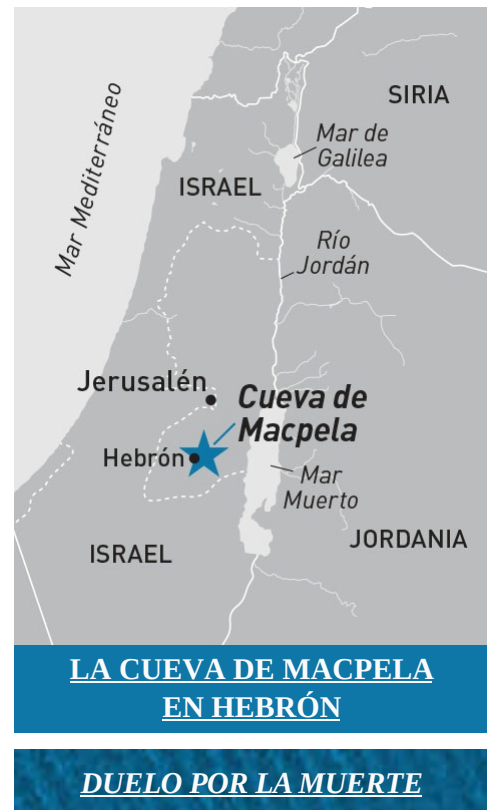 SIRIA
Mar de
Galilea
Mar Mediterráneo
ISRAEL
Río
Jordán
Jerusalén
Cueva de
Macpela
Hebrón
Mar
Muerto
JORDANIA
ISRAEL
LA CUEVA DE MACPELA
EN HEBRÓN
DUELO POR LA MUERTE